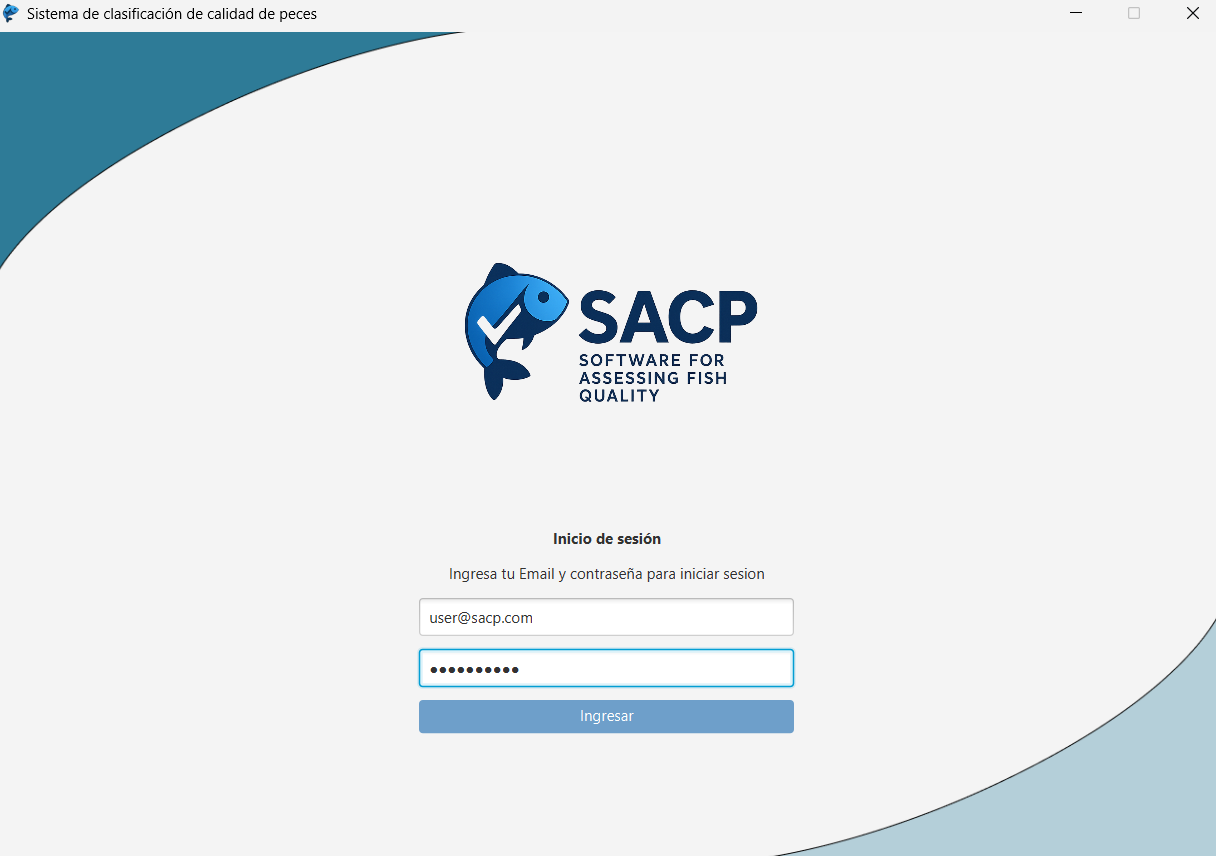 Sistema de clasificación de calidad de peces
SACP
SOFTWARE FOR
ASSESSING FISH
QUALITY
Inicio de sesión
Ingresa tu Email y contraseña para iniciar sesion
user@sacp.com
●●●●●●●●●●
Ingresar